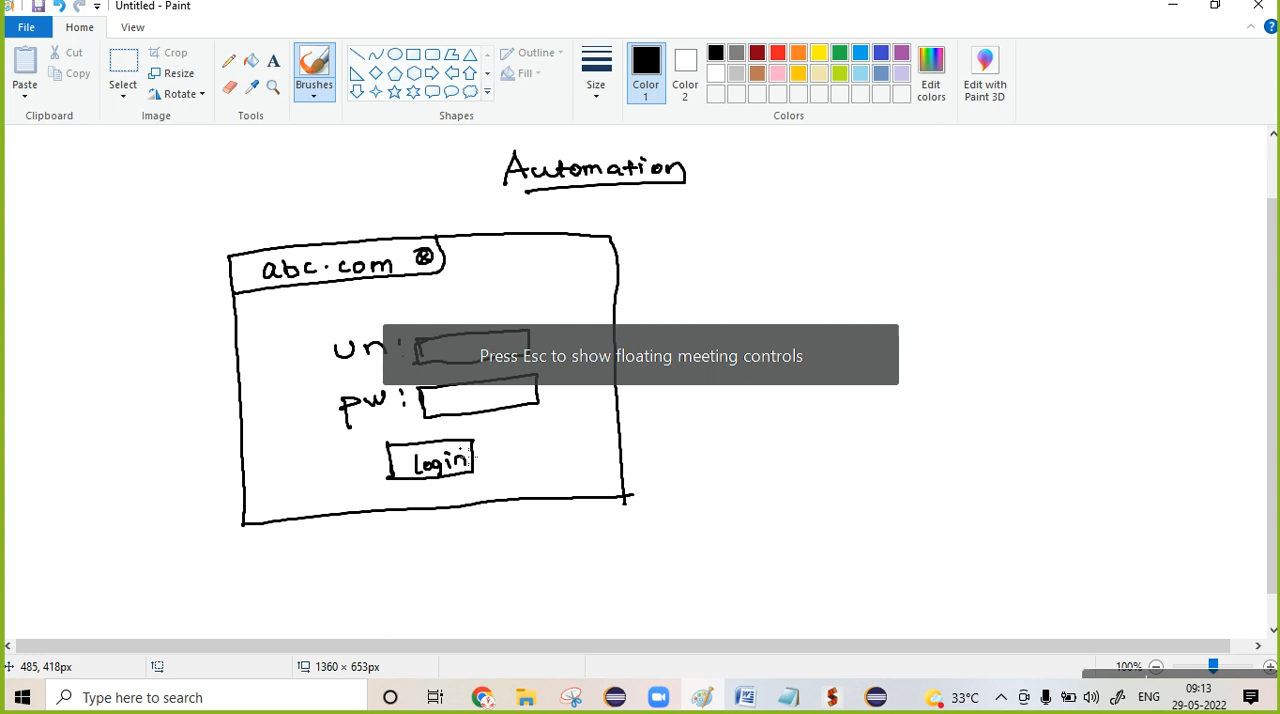 Untitled - Paint
File Home View
Cut Crop Outline
Paste Copy Select Resize Fill
Rotate Brushes Size Color 1 Color 2 Edit colors Edit with Paint 3D
Clipboard Image Tools Shapes Colors
Automation
abc.com
un:
Press Esc to show floating meeting controls
pw:
login
485, 418px 1360 × 653px 100%
Type here to search 33°C ENG 09:13
29-05-2022